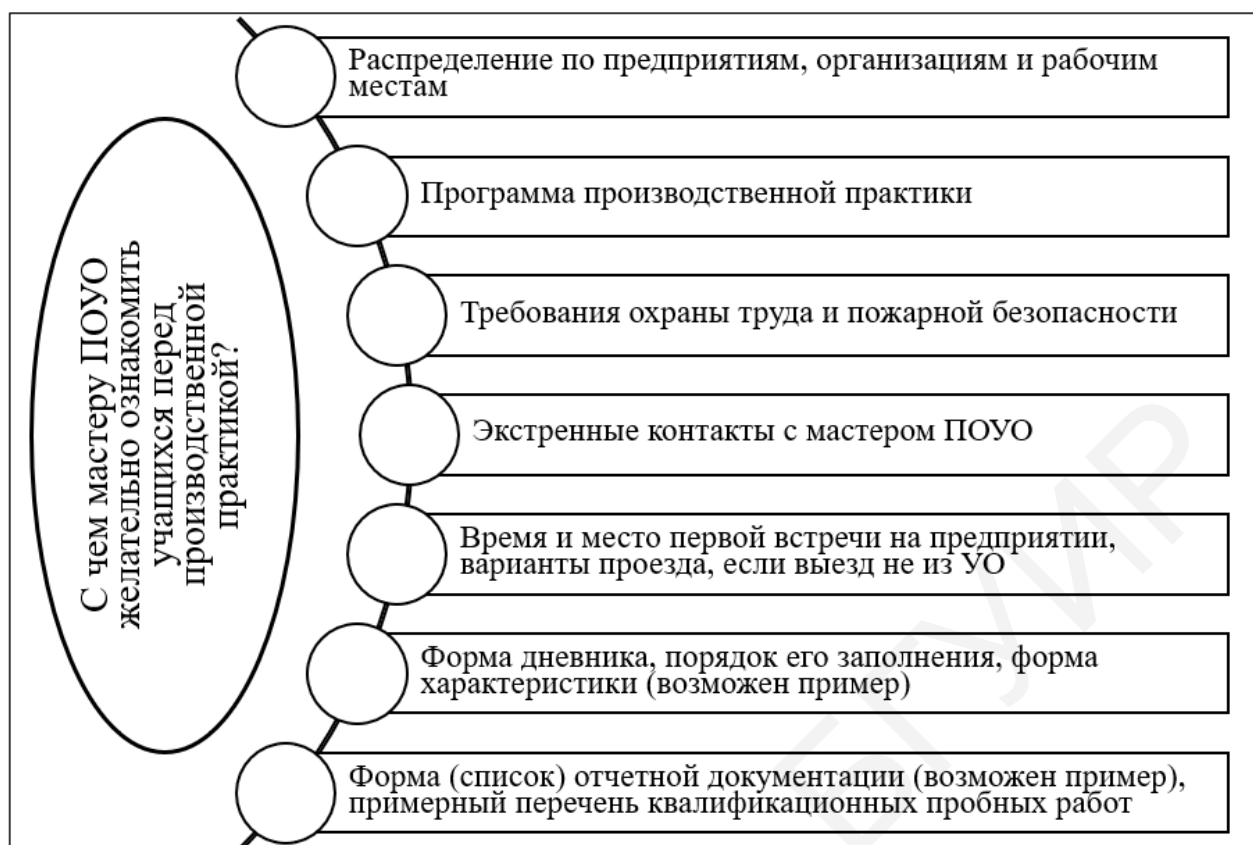 С чем мастеру ПОУО
желательно ознакомить
учащихся перед
производственной
практикой?
Распределение по предприятиям, организациям и рабочим
местам
Программа производственной практики
Требования охраны труда и пожарной безопасности
Экстренные контакты с мастером ПОУО
Время и место первой встречи на предприятии,
варианты проезда, если выезд не из УО
Форма дневника, порядок его заполнения, форма
характеристики (возможен пример)
Форма (список) отчетной документации (возможен пример),
примерный перечень квалификационных пробных работ
БГУИР